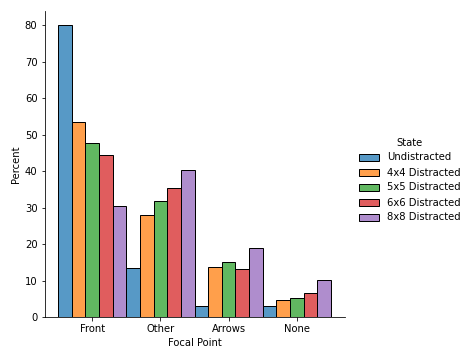 80
70
60
50
40
30
20
10
0
Percent
Front Other Arrows None
Focal Point
State
Undistracted
4x4 Distracted
5x5 Distracted
6x6 Distracted
8x8 Distracted